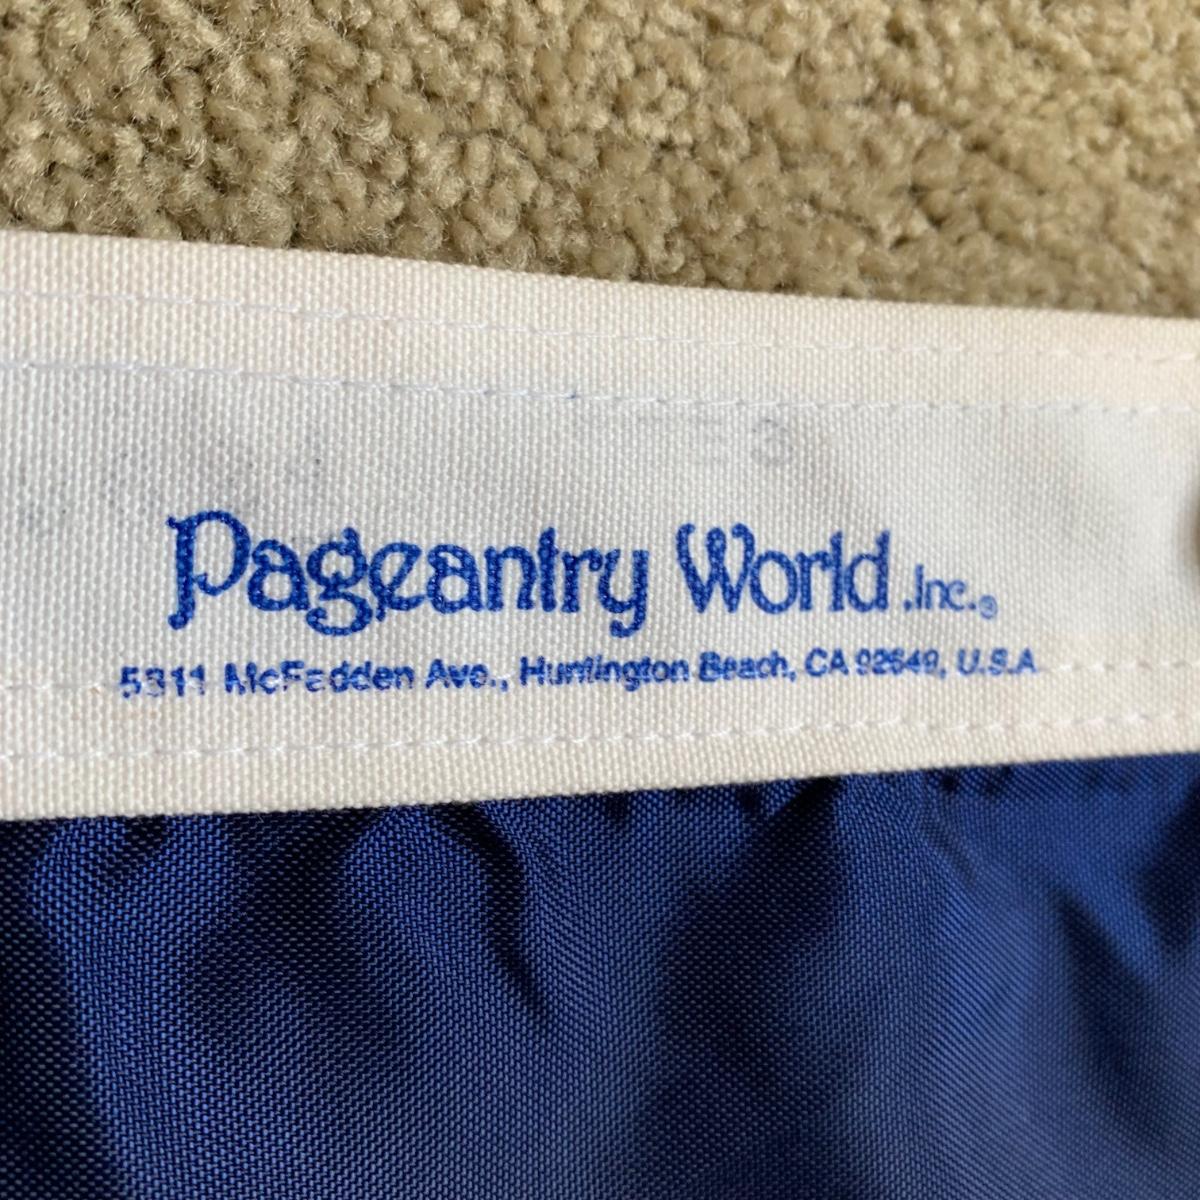 Pageantry World .Inc.®
5311 McFadden Ave., Huntington Beach, CA 92649, U.S.A